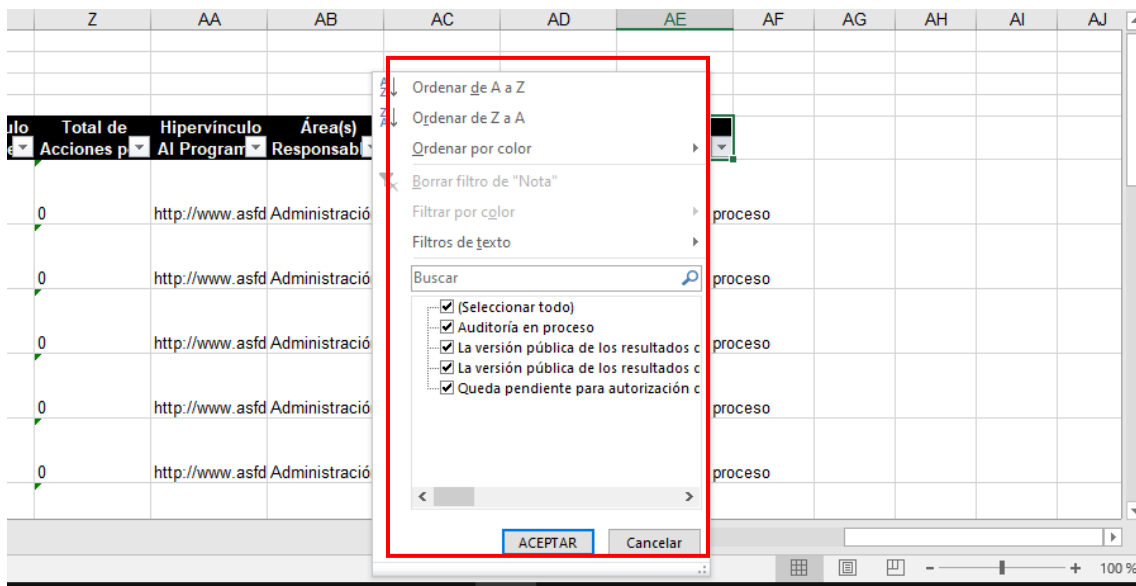 Z AA AB AC AD AE AF AG AH AI AJ
Ordenar de A a Z
Ordenar de Z a A
Ordenar por color
Borrar filtro de "Nota"
Filtrar por color
Filtros de texto
Buscar
(Seleccionar todo)
Auditoría en proceso
La versión pública de los resultados
La versión pública de los resultados
Queda pendiente para autorización
ACEPTAR Cancelar
Total de Hipervínculo Área(s)
Acciones p Al Program Responsabl
0 http://www.asfd Administració proceso
0 http://www.asfd Administració proceso
0 http://www.asfd Administració proceso
0 http://www.asfd Administració proceso
0 http://www.asfd Administració proceso
100 %